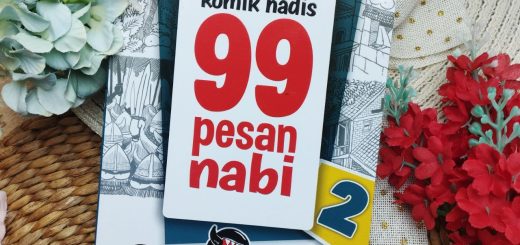 komik hadis
99
pesan
nabi
2